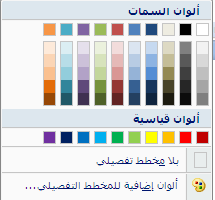 ألوان السمات
ألوان قياسية
بلا مخطط تفصيلي
ألوان إضافية للمخطط التفصيلي...